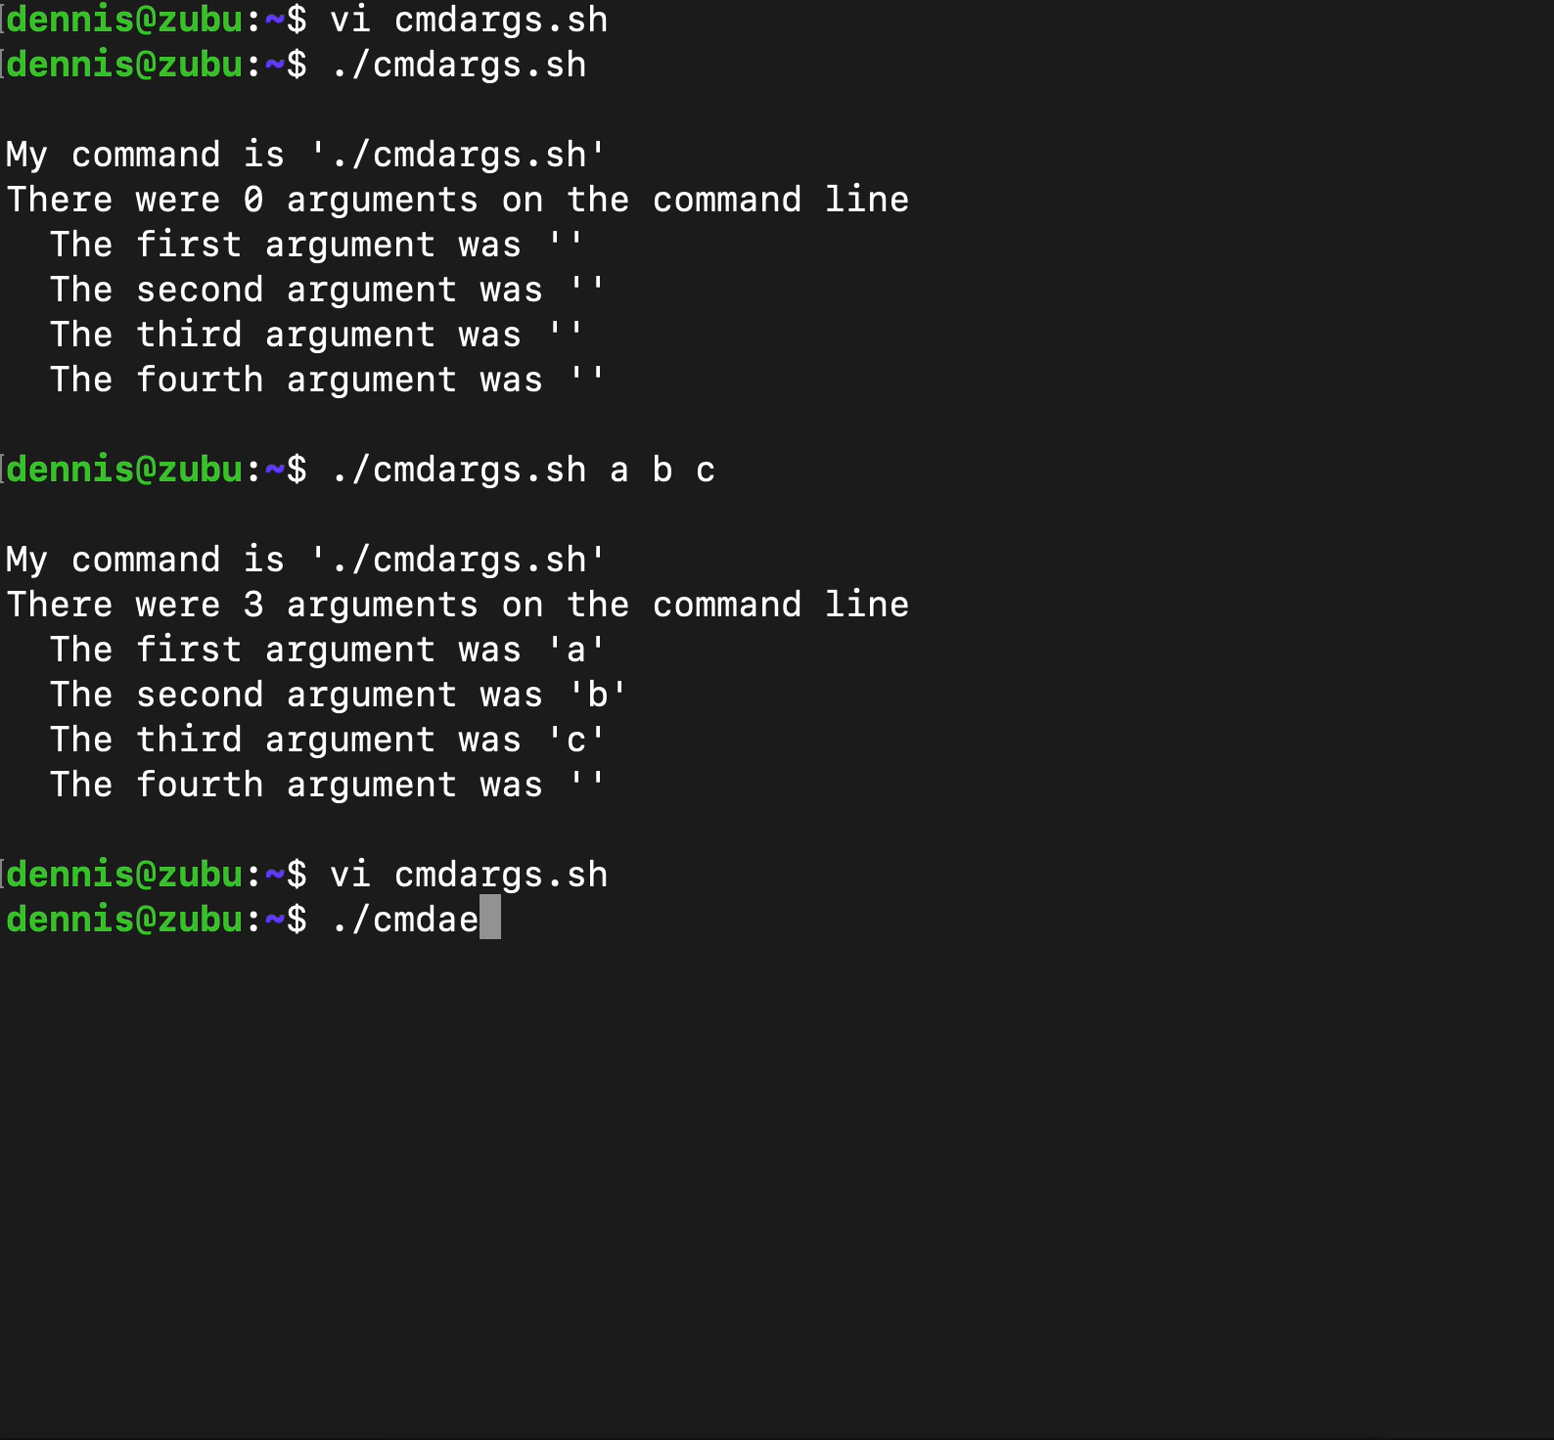 dennis@zubu:~$ vi cmdargs.sh
dennis@zubu:~$ ./cmdargs.sh

My command is './cmdargs.sh'
There were 0 arguments on the command line
  The first argument was ''
  The second argument was ''
  The third argument was ''
  The fourth argument was ''

dennis@zubu:~$ ./cmdargs.sh a b c

My command is './cmdargs.sh'
There were 3 arguments on the command line
  The first argument was 'a'
  The second argument was 'b'
  The third argument was 'c'
  The fourth argument was ''

dennis@zubu:~$ vi cmdargs.sh
dennis@zubu:~$ ./cmdae